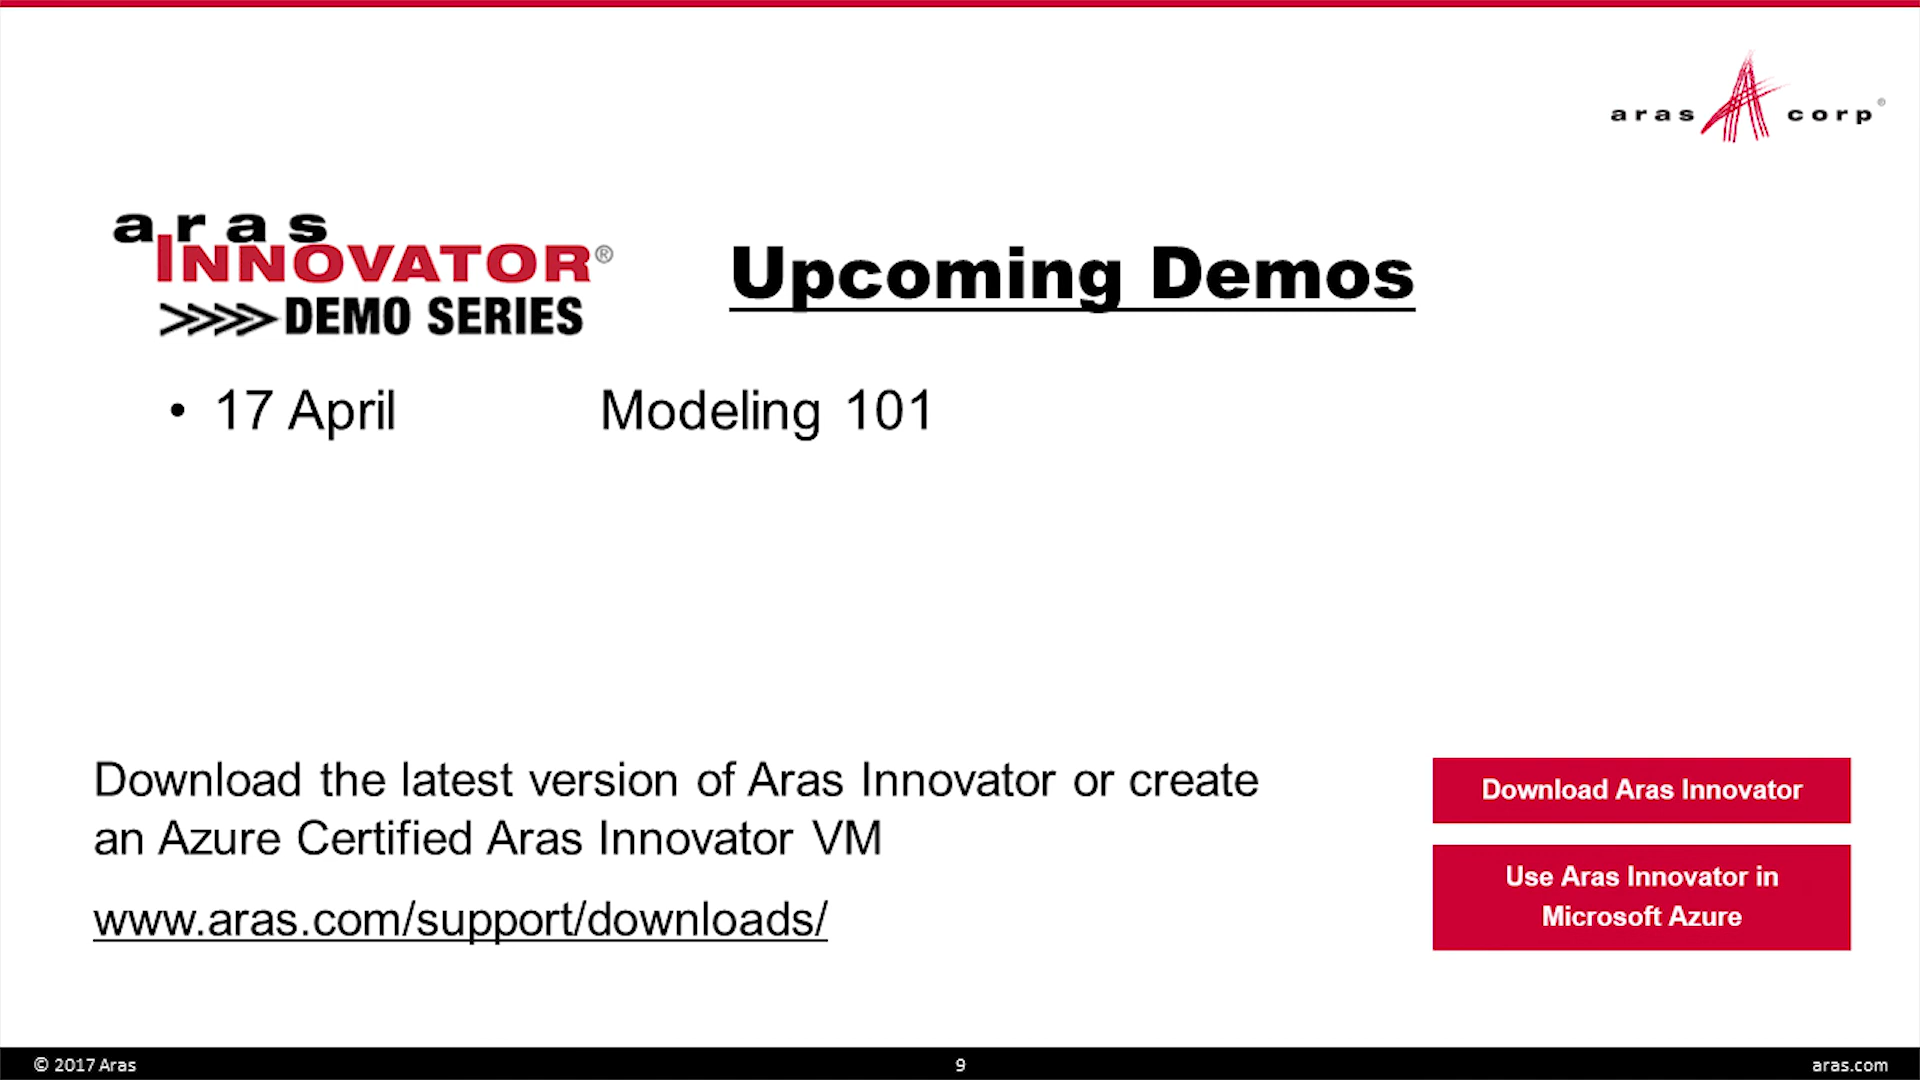 aras corp®
aras
INNOVATOR®
>>>>> DEMO SERIES
Upcoming Demos
• 17 April Modeling 101
Download the latest version of Aras Innovator or create
an Azure Certified Aras Innovator VM
www.aras.com/support/downloads/
Download Aras Innovator
Use Aras Innovator in
Microsoft Azure
© 2017 Aras
9
aras.com